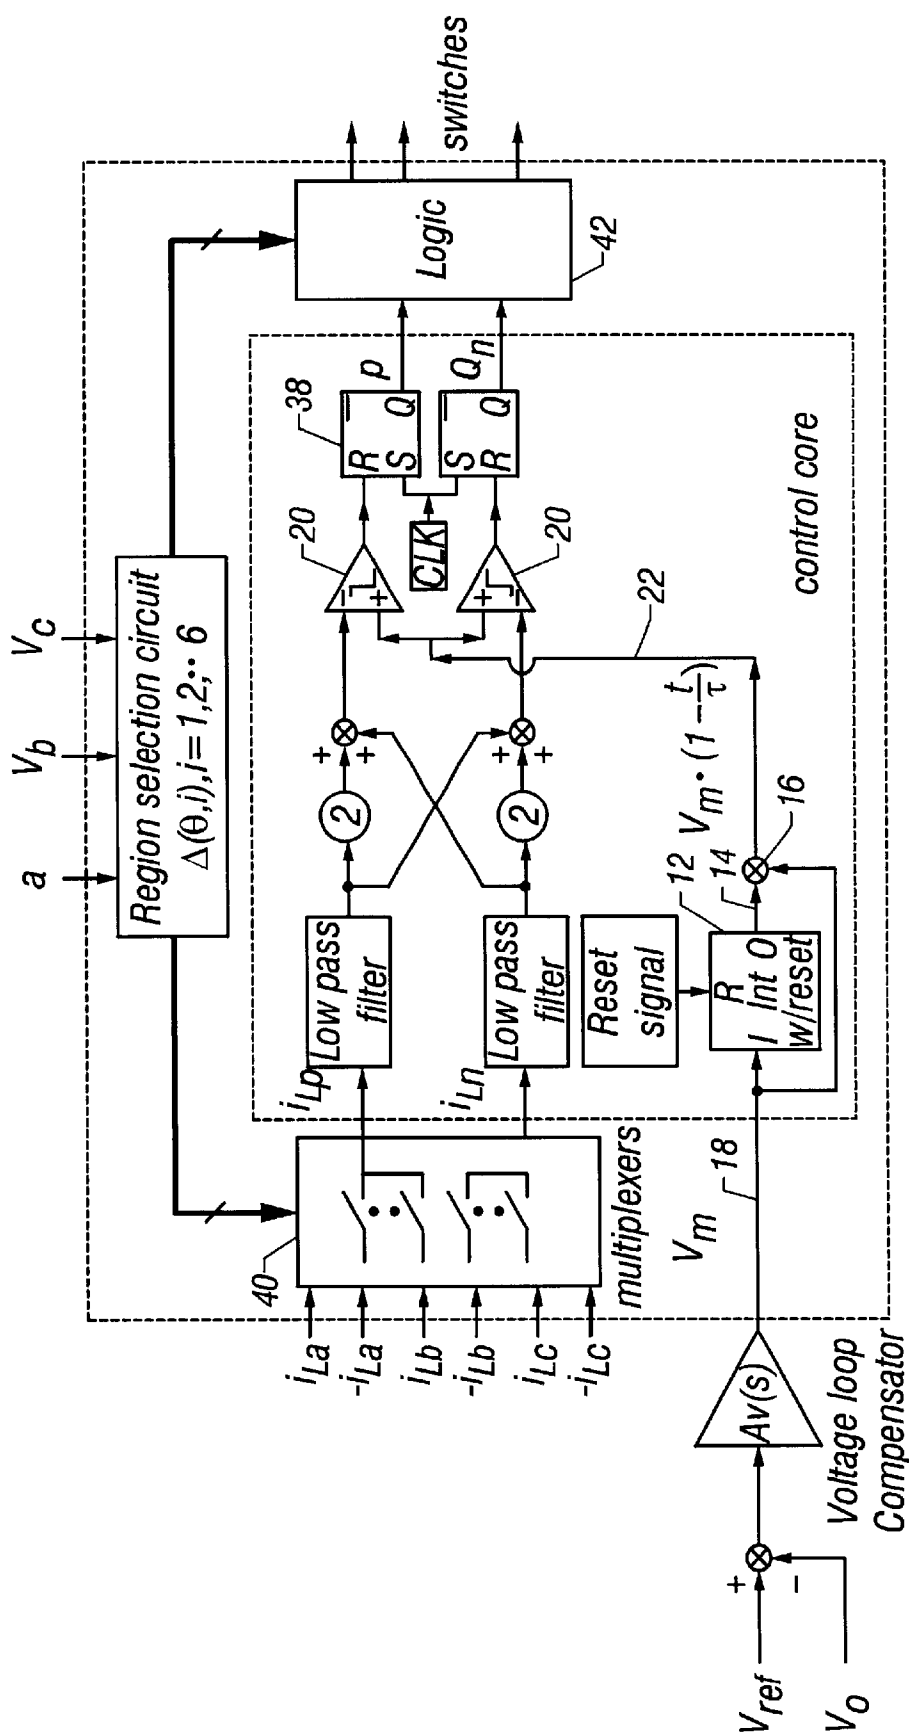 a
V_b
V_c
Region selection circuit
Δ(θ,i), i = 1,2,·· 6
switches
40
i_La
-i_La
i_Lb
-i_Lb
i_Lc
-i_Lc
multiplexers
i_Lp
i_Ln
Low pass
filter
Low pass
filter
2
2
+
+
+
+
20
−
+
+
−
20
CLK
38
R
S
Q
S
R
Q
p
Q_n
Logic
42
Reset
signal
R
I Int O
w/reset
12
14
16
V_m • (1 - t/τ)
22
control core
V_m
18
Av(s)
Voltage loop
Compensator
+
−
V_ref
V_o